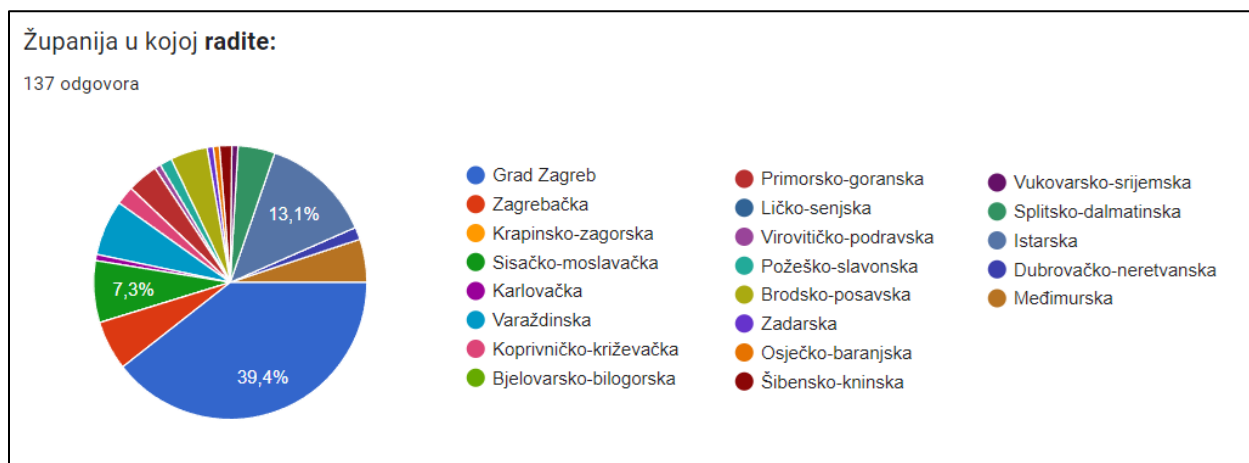 Županija u kojoj radite:
137 odgovora
13,1%
7,3%
39,4%
Grad Zagreb
Zagrebačka
Krapinsko-zagorska
Sisačko-moslavačka
Karlovačka
Varaždinska
Koprivničko-križevačka
Bjelovarsko-bilogorska
Primorsko-goranska
Ličko-senjska
Virovitičko-podravska
Požeško-slavonska
Brodsko-posavska
Zadarska
Osječko-baranjska
Šibensko-kninska
Vukovarsko-srijemska
Splitsko-dalmatinska
Istarska
Dubrovačko-neretvanska
Međimurska